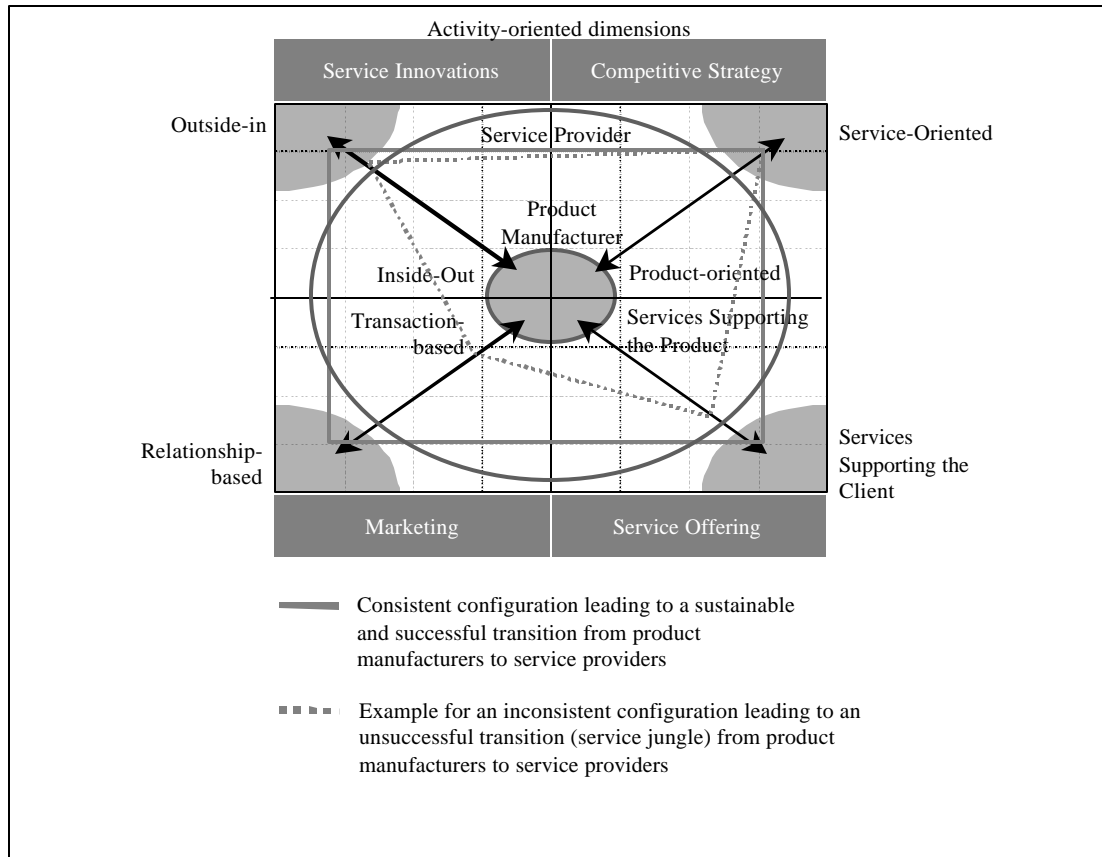 Activity-oriented dimensions
Service Innovations
Competitive Strategy
Outside-in
Service Provider
Service-Oriented
Product
Manufacturer
Inside-Out
Product-oriented
Transaction-
based
Services Supporting
the Product
Relationship-
based
Services
Supporting the
Client
Marketing
Service Offering
Consistent configuration leading to a sustainable
and successful transition from product
manufacturers to service providers
Example for an inconsistent configuration leading to an
unsuccessful transition (service jungle) from product
manufacturers to service providers